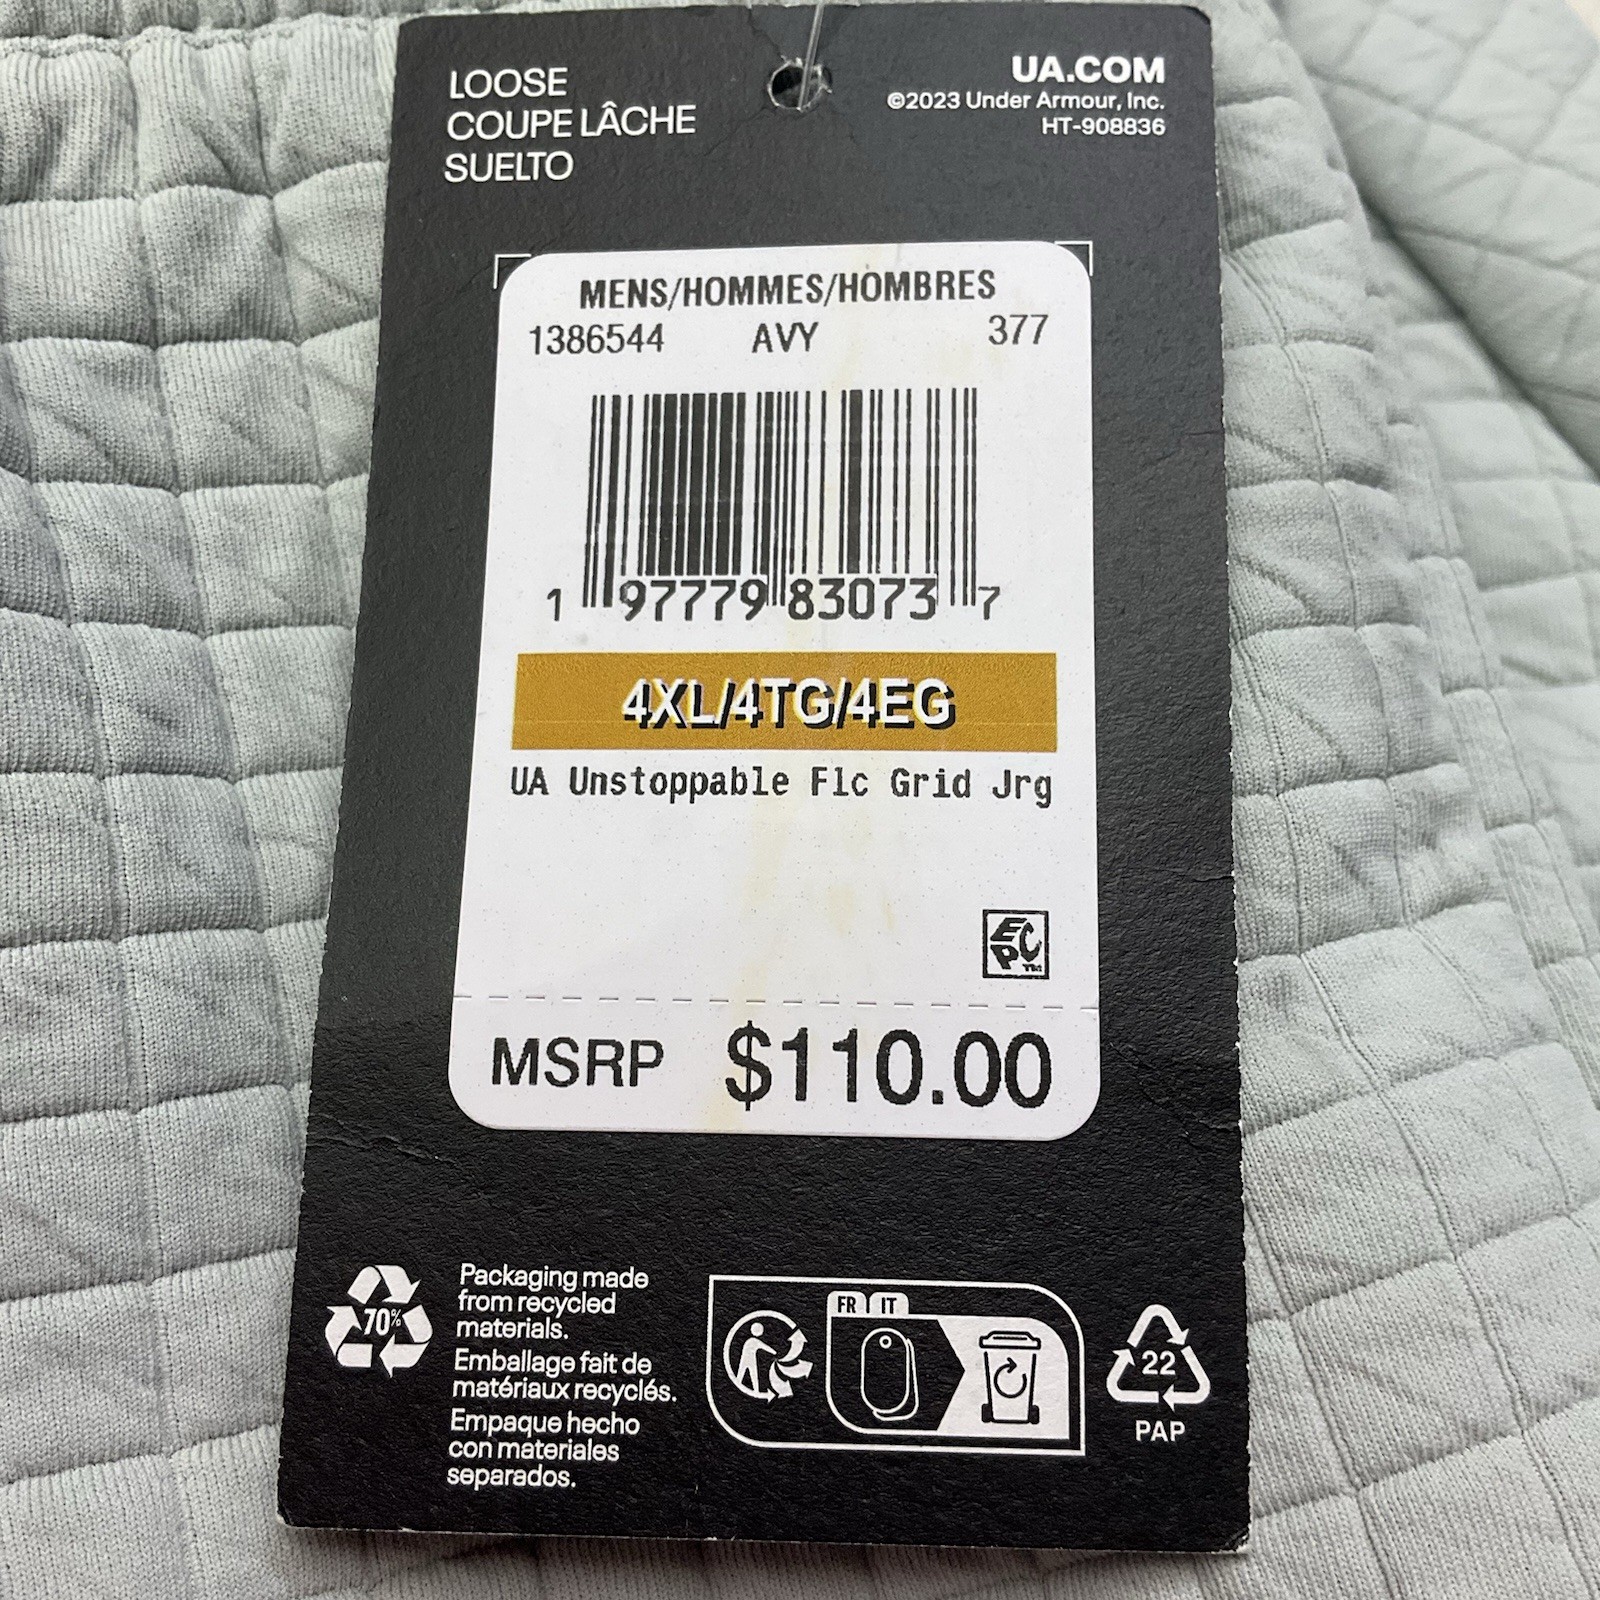 LOOSE
COUPE LÂCHE
SUELTO
UA.COM
©2023 Under Armour, Inc.
HT-908836
MENS/HOMMES/HOMBRES
1386544 AVY 377
1 97779 83073 7
4XL/4TG/4EG
UA Unstoppable Flc Grid Jrg
EPC™
MSRP $110.00
70%
Packaging made
from recycled
materials.
Emballage fait de
matériaux recyclés.
Empaque hecho
con materiales
separados.
FR IT
22
PAP